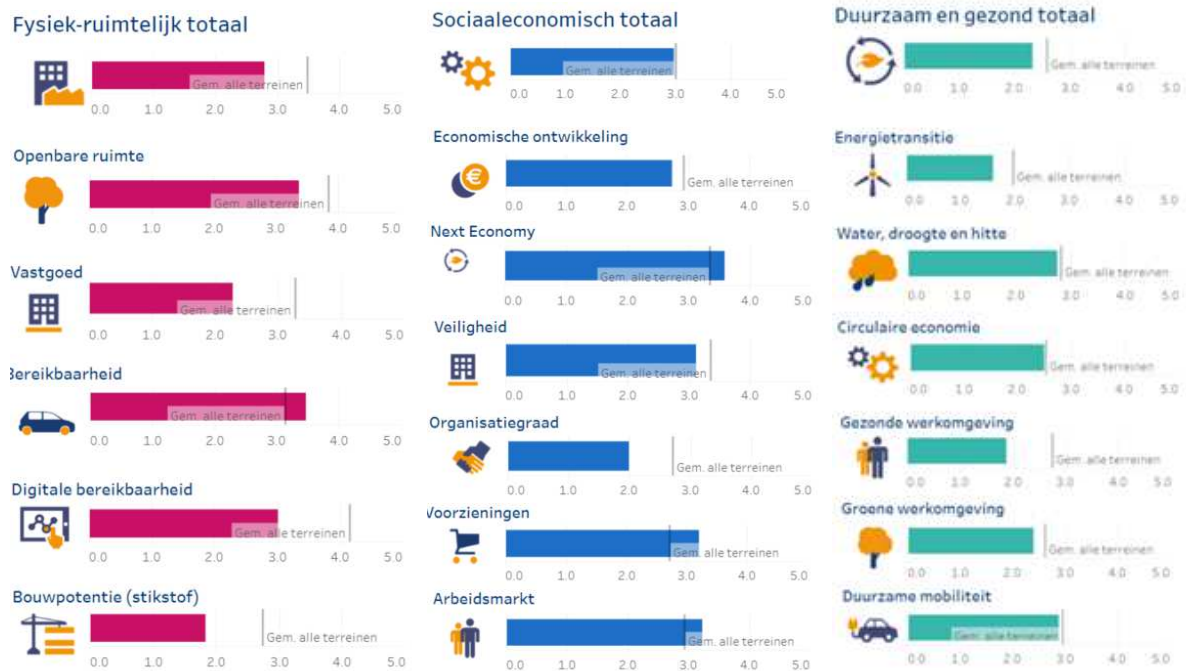 Fysiek-ruimtelijk totaal
Gem. alle terreinen
0.0 1.0 2.0 3.0 4.0 5.0
Openbare ruimte
Gem. alle terreinen
0.0 1.0 2.0 3.0 4.0 5.0
Vastgoed
Gem. alle terreinen
0.0 1.0 2.0 3.0 4.0 5.0
Bereikbaarheid
Gem. alle terreinen
0.0 1.0 2.0 3.0 4.0 5.0
Digitale bereikbaarheid
Gem. alle terreinen
0.0 1.0 2.0 3.0 4.0 5.0
Bouwpotentie (stikstof)
Gem. alle terreinen
0.0 1.0 2.0 3.0 4.0 5.0
Sociaaleconomisch totaal
Gem. alle terreinen
0.0 1.0 2.0 3.0 4.0 5.0
Economische ontwikkeling
€
Gem. alle terreinen
0.0 1.0 2.0 3.0 4.0 5.0
Next Economy
Gem. alle terreinen
0.0 1.0 2.0 3.0 4.0 5.0
Veiligheid
Gem. alle terreinen
0.0 1.0 2.0 3.0 4.0 5.0
Organisatiegraad
Gem. alle terreinen
0.0 1.0 2.0 3.0 4.0 5.0
Voorzieningen
Gem. alle terreinen
0.0 1.0 2.0 3.0 4.0 5.0
Arbeidsmarkt
Gem. alle terreinen
0.0 1.0 2.0 3.0 4.0 5.0
Duurzaam en gezond totaal
Gem. alle terreinen
0.0 1.0 2.0 3.0 4.0 5.0
Energietransitie
Gem. alle terreinen
0.0 1.0 2.0 3.0 4.0 5.0
Water, droogte en hitte
Gem. alle terreinen
0.0 1.0 2.0 3.0 4.0 5.0
Circulaire economie
Gem. alle terreinen
0.0 1.0 2.0 3.0 4.0 5.0
Gezonde werkomgeving
Gem. alle terreinen
0.0 1.0 2.0 3.0 4.0 5.0
Groene werkomgeving
Gem. alle terreinen
0.0 1.0 2.0 3.0 4.0 5.0
Duurzame mobiliteit
Gem. alle terreinen
0.0 1.0 2.0 3.0 4.0 5.0